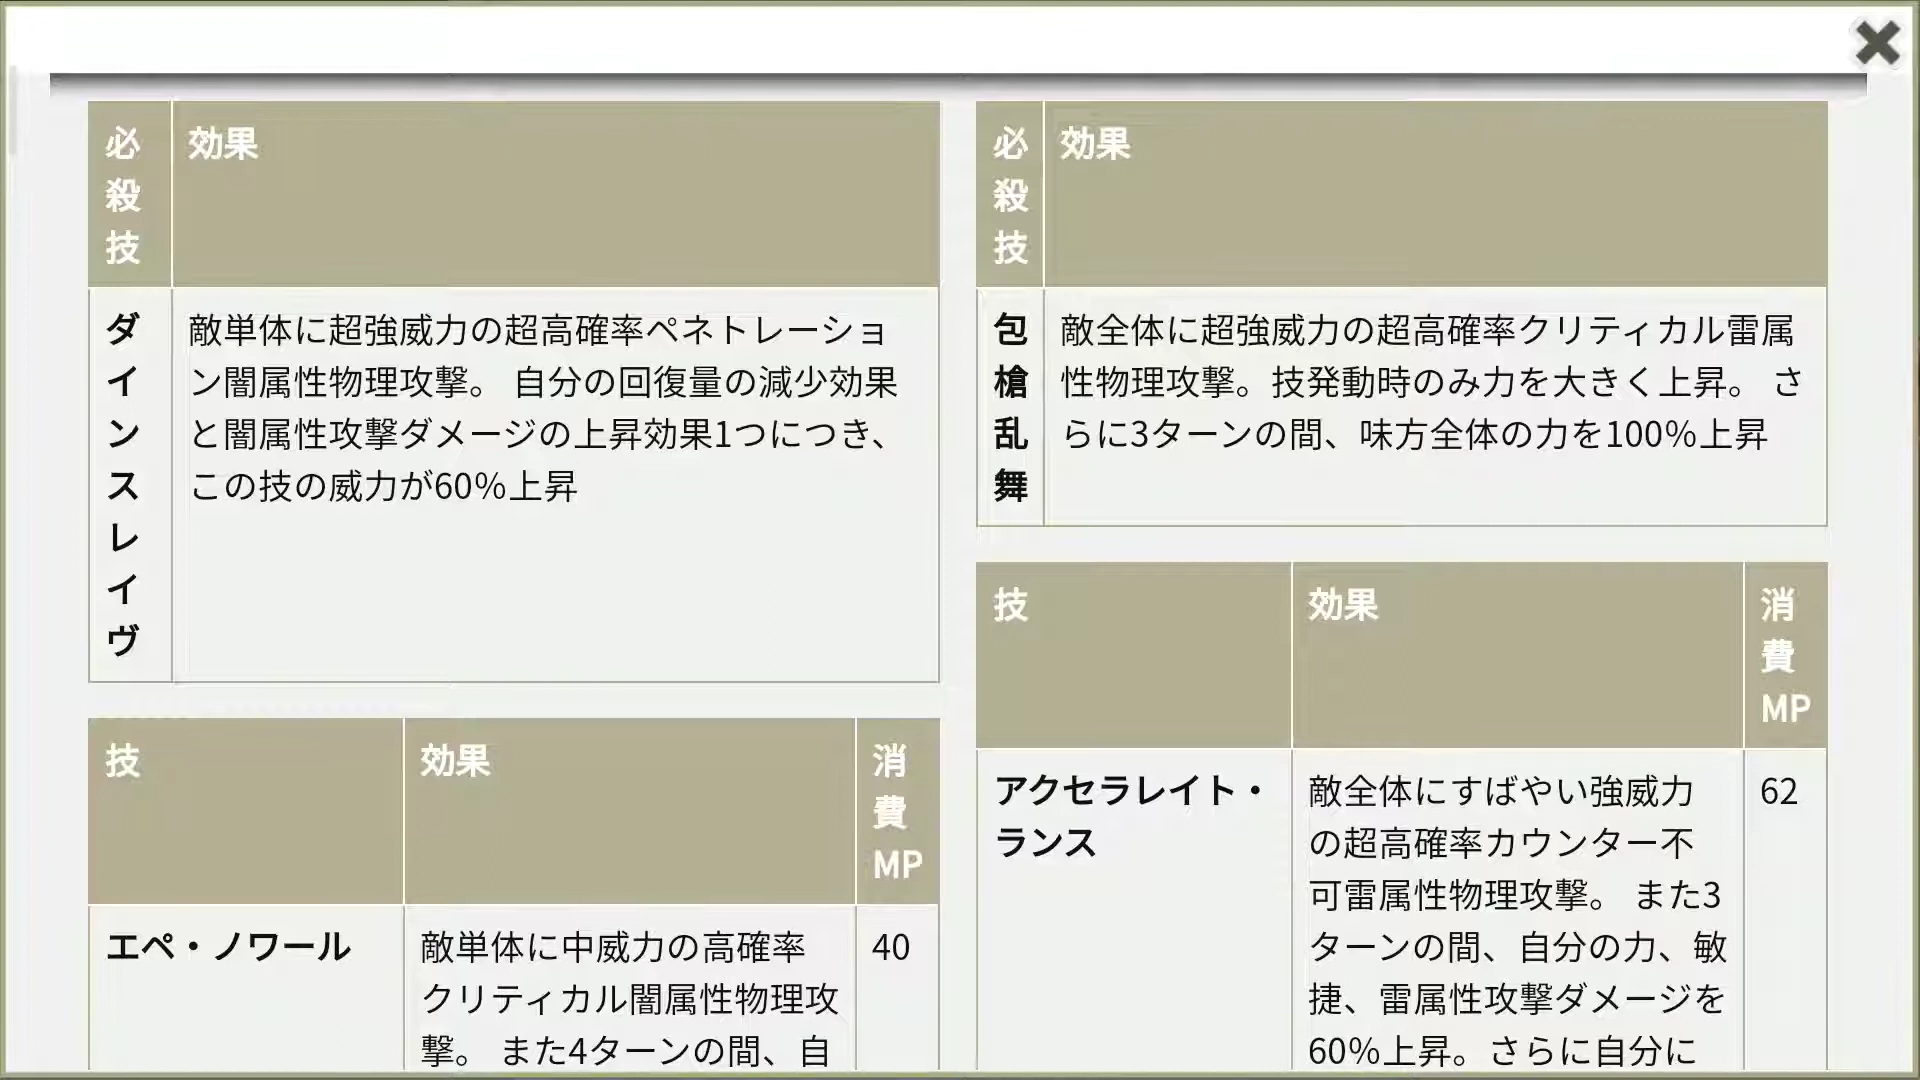 必殺技
効果
ダインスレイヴ
敵単体に超強威力の超高確率ペネトレーショ
ン闇属性物理攻撃。 自分の回復量の減少効果
と闇属性攻撃ダメージの上昇効果1つにつき、
この技の威力が60%上昇
技
効果
消費MP
エペ・ノワール
敵単体に中威力の高確率
クリティカル闇属性物理攻
撃。 また4ターンの間、自
40
必殺技
効果
包槍乱舞
敵全体に超強威力の超高確率クリティカル雷属
性物理攻撃。技発動時のみ力を大きく上昇。 さ
らに3ターンの間、味方全体の力を100%上昇
技
効果
消費MP
アクセラレイト・
ランス
敵全体にすばやい強威力
の超高確率カウンター不
可雷属性物理攻撃。 また3
ターンの間、自分の力、敏
捷、雷属性攻撃ダメージを
60%上昇。さらに自分に
62